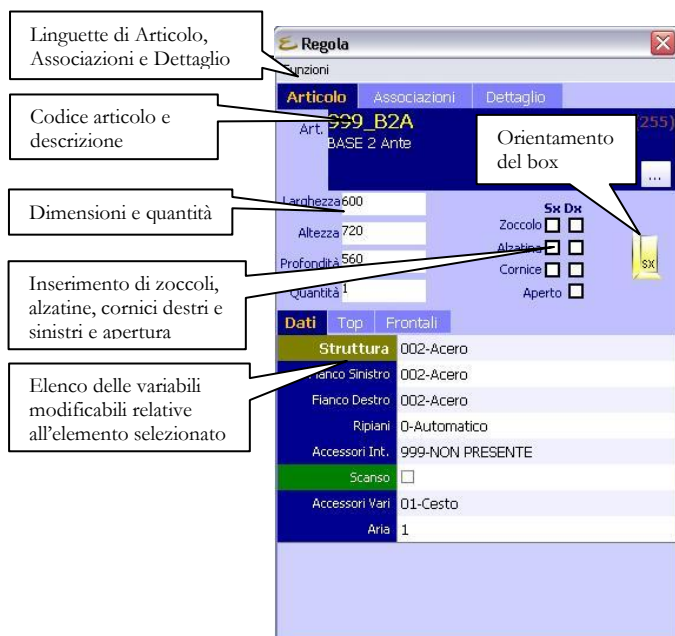 Linguette di Articolo,
Associazioni e Dettaglio
Regola
Funzioni
Articolo Associazioni Dettaglio
Codice articolo e
descrizione
Art. 999_B2A (255)
BASE 2 Ante
...
Orientamento
del box
Dimensioni e quantità
Larghezza 600
Altezza 720
Profondità 560
Quantità 1
Sx Dx
Zoccolo
Alzatina
Cornice
Aperto
sx
Inserimento di zoccoli,
alzatine, cornici destri e
sinistri e apertura
Dati Top Frontali
Elenco delle variabili
modificabili relative
all'elemento selezionato
Struttura 002-Acero
Fianco Sinistro 002-Acero
Fianco Destro 002-Acero
Ripiani 0-Automatico
Accessori Int. 999-NON PRESENTE
Scanso
Accessori Vari 01-Cesto
Aria 1